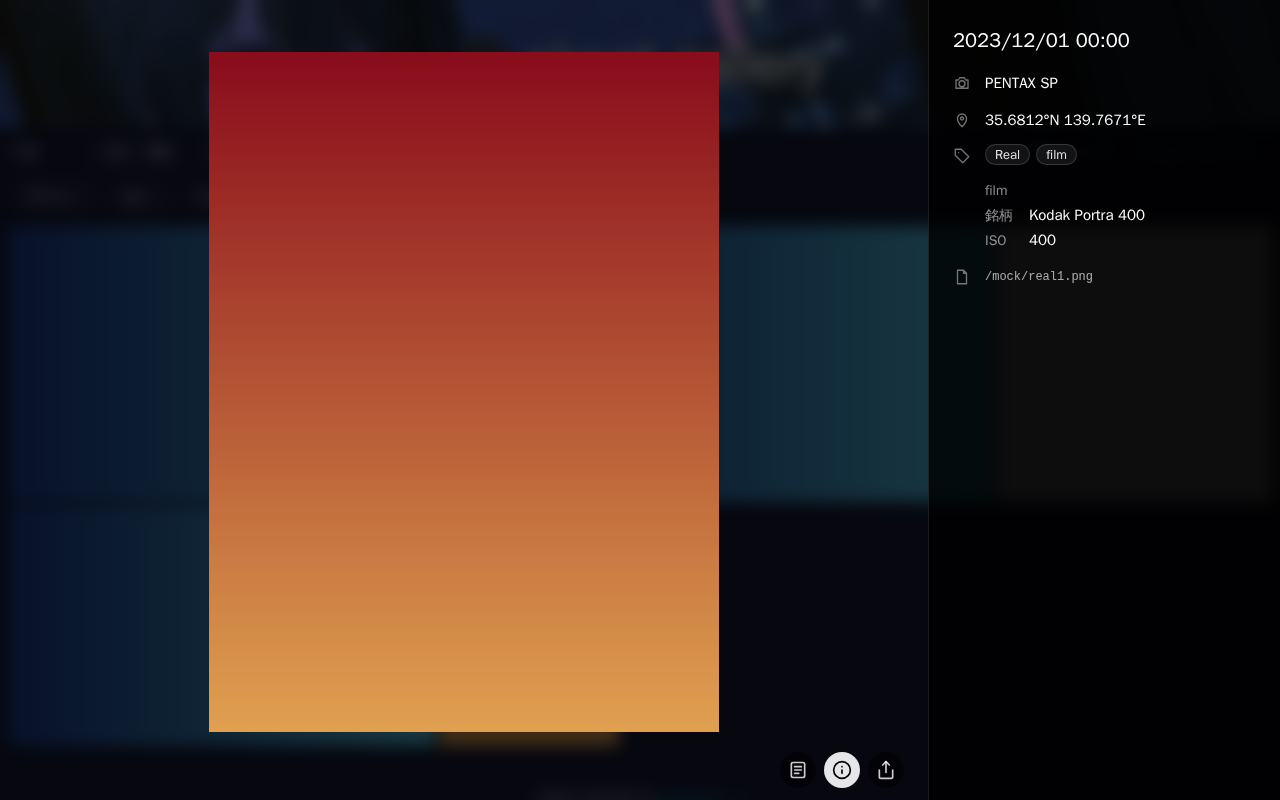 2023/12/01 00:00
PENTAX SP
35.6812°N 139.7671°E
Real film
film
銘柄 Kodak Portra 400
ISO 400
/mock/real1.png